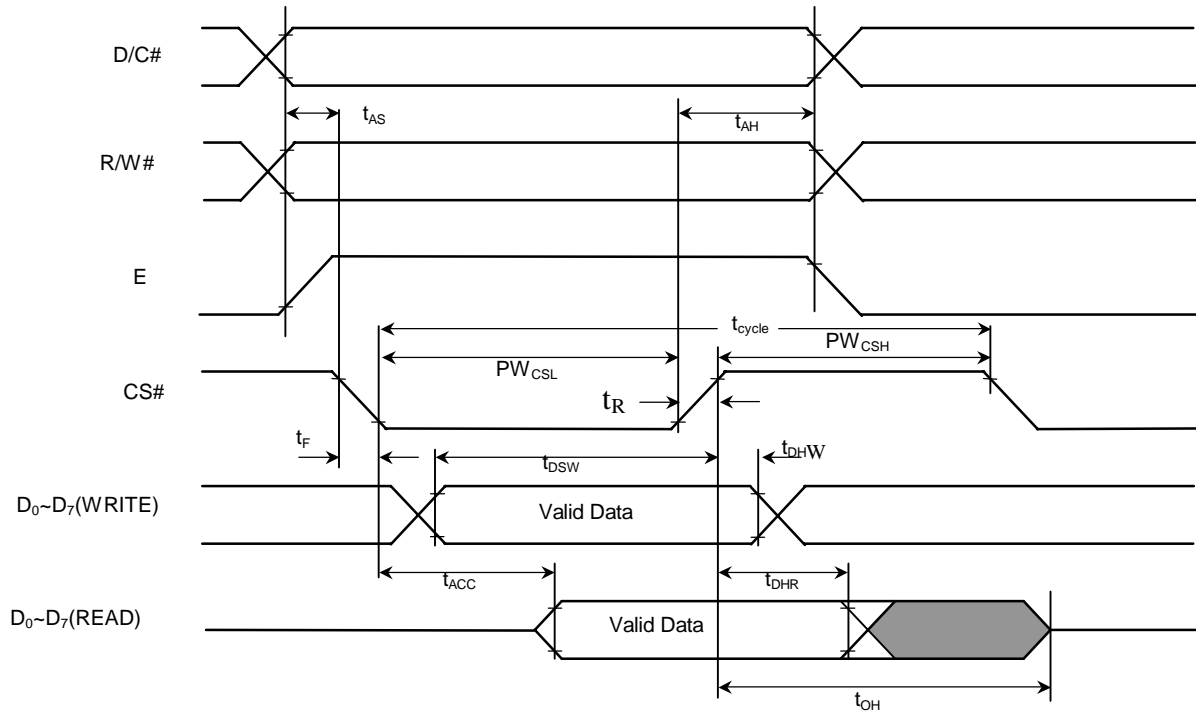 D/C#
tAS
tAH
R/W#
E
tcycle
PWCSL
PWCSH
CS#
tR
tF
tDSW
tDHW
D0~D7(WRITE)
Valid Data
tACC
tDHR
D0~D7(READ)
Valid Data
tOH